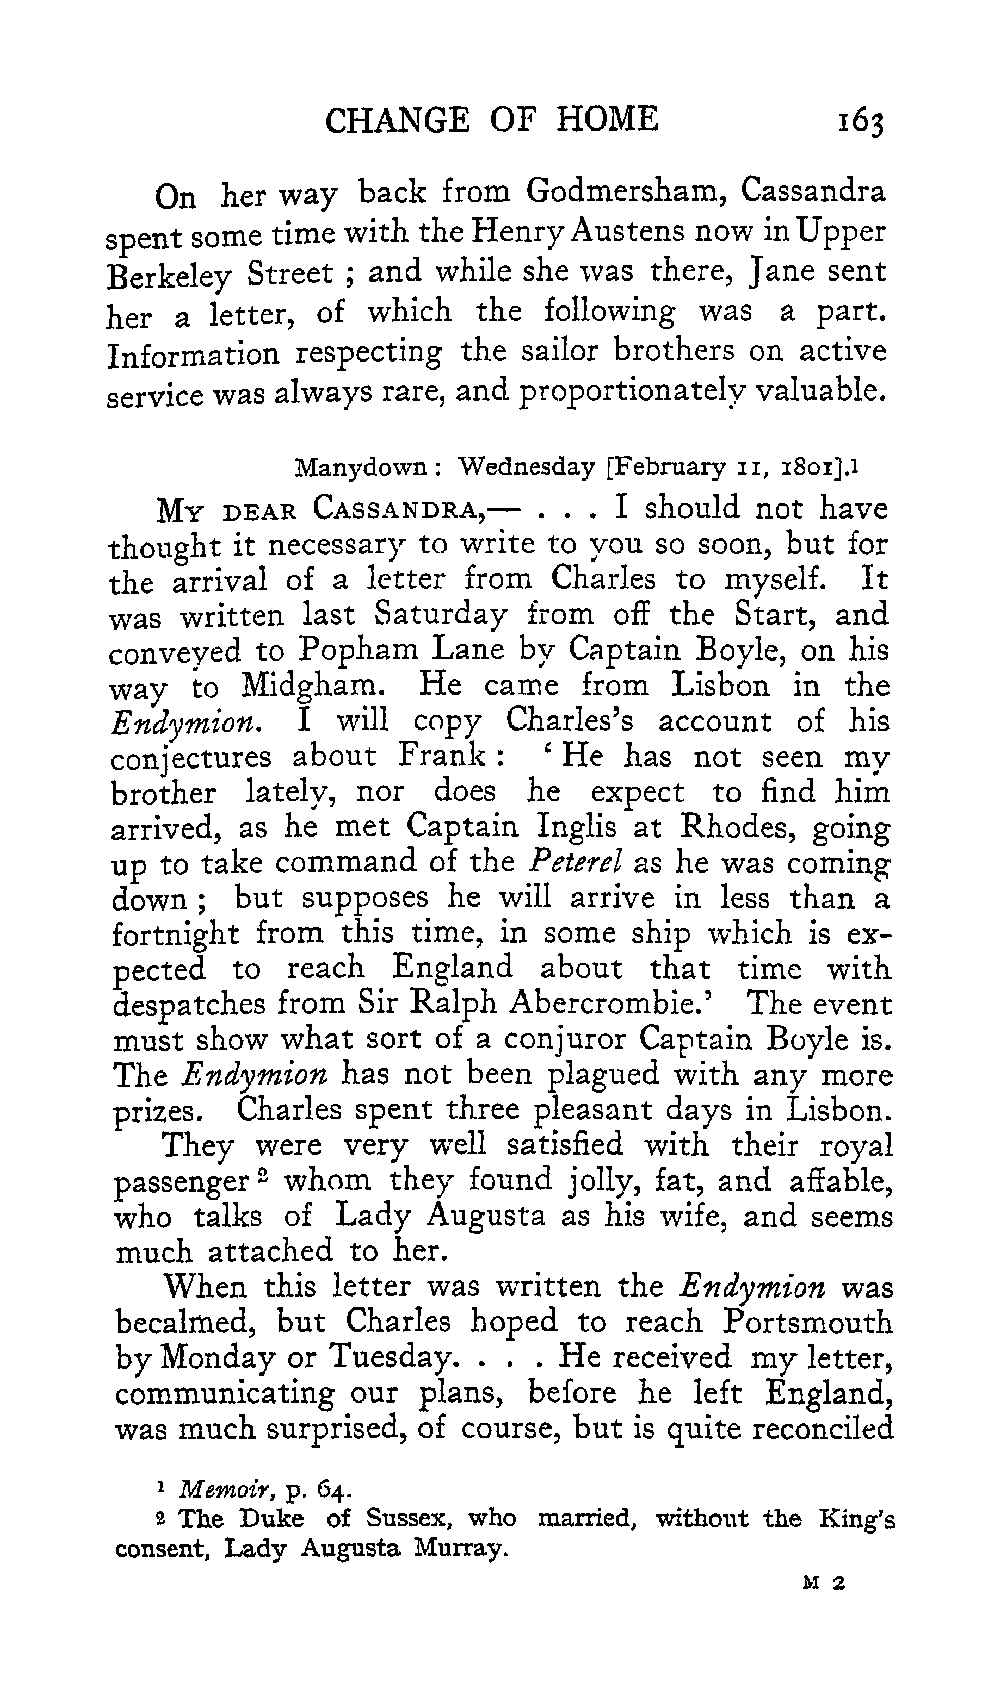 CHANGE OF HOME 163
On her way back from Godmersham, Cassandra
spent some time with the Henry Austens now in Upper
Berkeley Street ; and while she was there, Jane sent
her a letter, of which the following was a part.
Information respecting the sailor brothers on active
service was always rare, and proportionately valuable.
Manydown : Wednesday [February 11, 1801].¹
MY DEAR CASSANDRA,— . . . I should not have
thought it necessary to write to you so soon, but for
the arrival of a letter from Charles to myself. It
was written last Saturday from off the Start, and
conveyed to Popham Lane by Captain Boyle, on his
way to Midgham. He came from Lisbon in the
Endymion. I will copy Charles's account of his
conjectures about Frank : ‘ He has not seen my
brother lately, nor does he expect to find him
arrived, as he met Captain Inglis at Rhodes, going
up to take command of the Peterel as he was coming
down ; but supposes he will arrive in less than a
fortnight from this time, in some ship which is ex-
pected to reach England about that time with
despatches from Sir Ralph Abercrombie.’ The event
must show what sort of a conjuror Captain Boyle is.
The Endymion has not been plagued with any more
prizes. Charles spent three pleasant days in Lisbon.
They were very well satisfied with their royal
passenger ² whom they found jolly, fat, and affable,
who talks of Lady Augusta as his wife, and seems
much attached to her.
When this letter was written the Endymion was
becalmed, but Charles hoped to reach Portsmouth
by Monday or Tuesday. . . . He received my letter,
communicating our plans, before he left England,
was much surprised, of course, but is quite reconciled
¹ Memoir, p. 64.
² The Duke of Sussex, who married, without the King's
consent, Lady Augusta Murray.
M 2